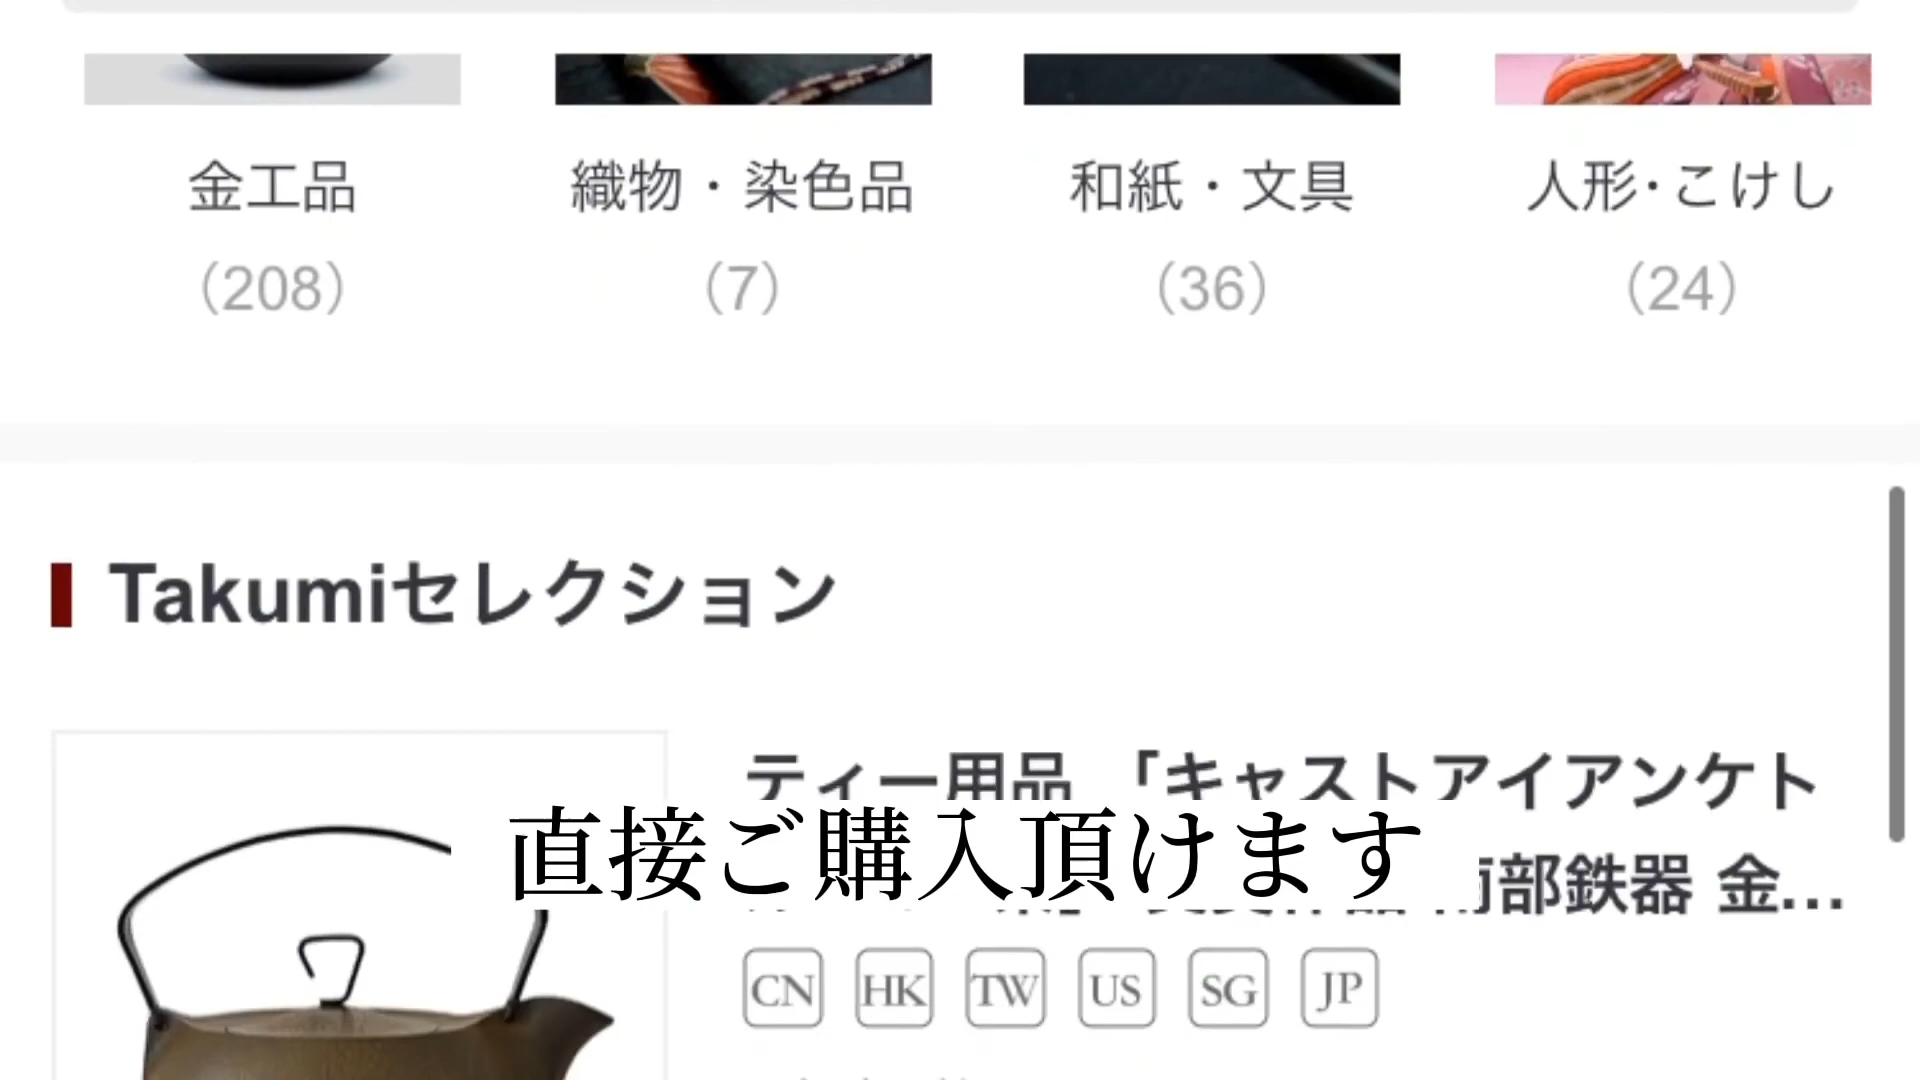 金工品
織物・染色品
和紙・文具
人形·こけし
（208）
（7）
（36）
（24）
Takumiセレクション
ティー用品 「キャストアイアンケト
直接ご購入頂けます
部鉄器 金...
CN HK TW US SG JP